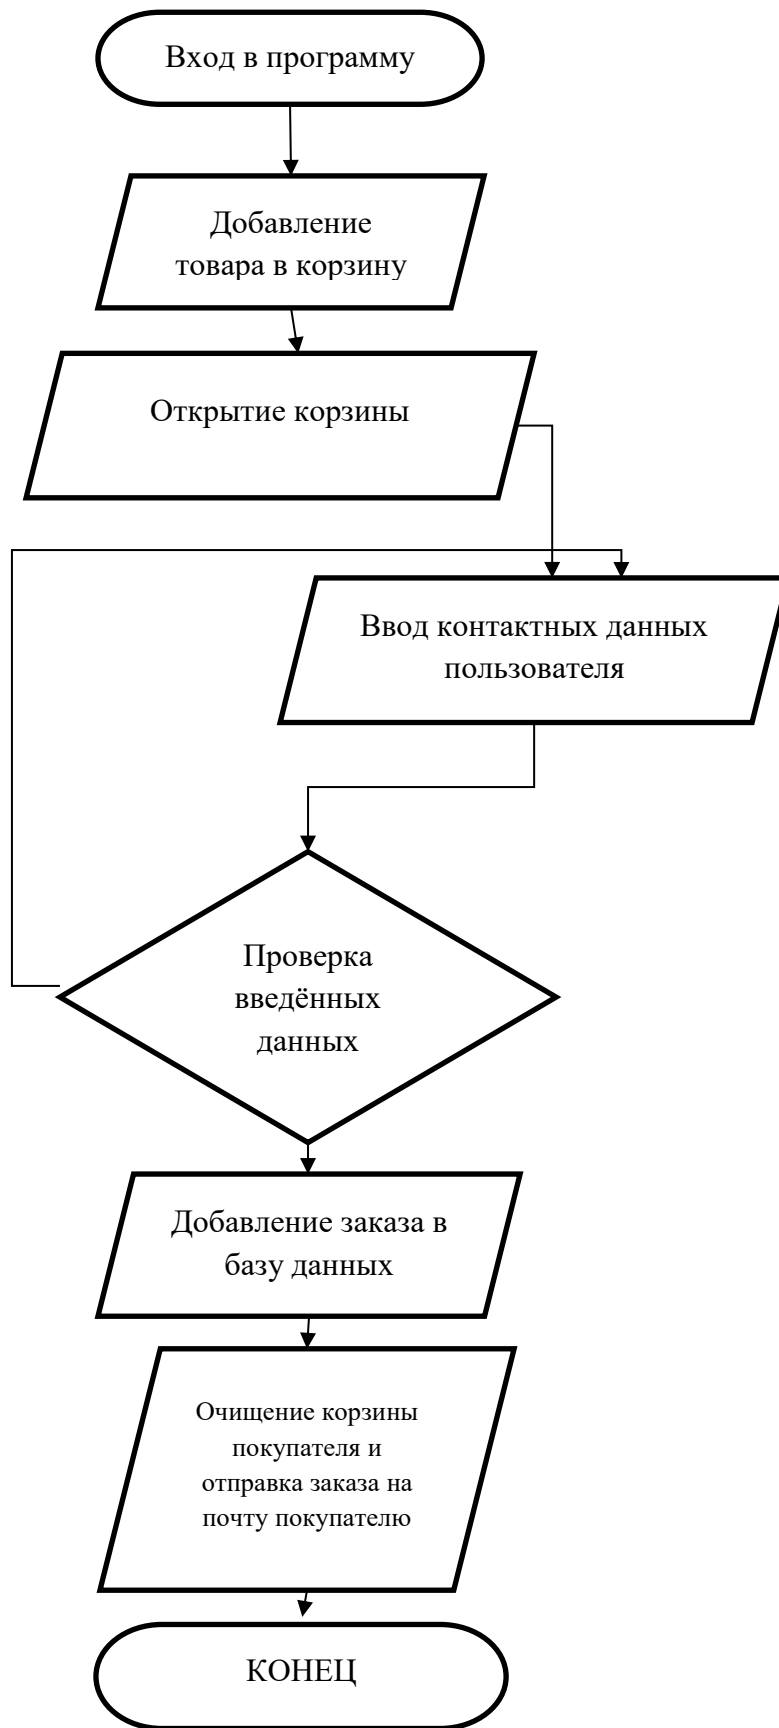 Вход в программу
Добавление
товара в корзину
Открытие корзины
Ввод контактных данных
пользователя
Проверка
введённых
данных
Добавление заказа в
базу данных
Очищение корзины
покупателя и
отправка заказа на
почту покупателю
КОНЕЦ